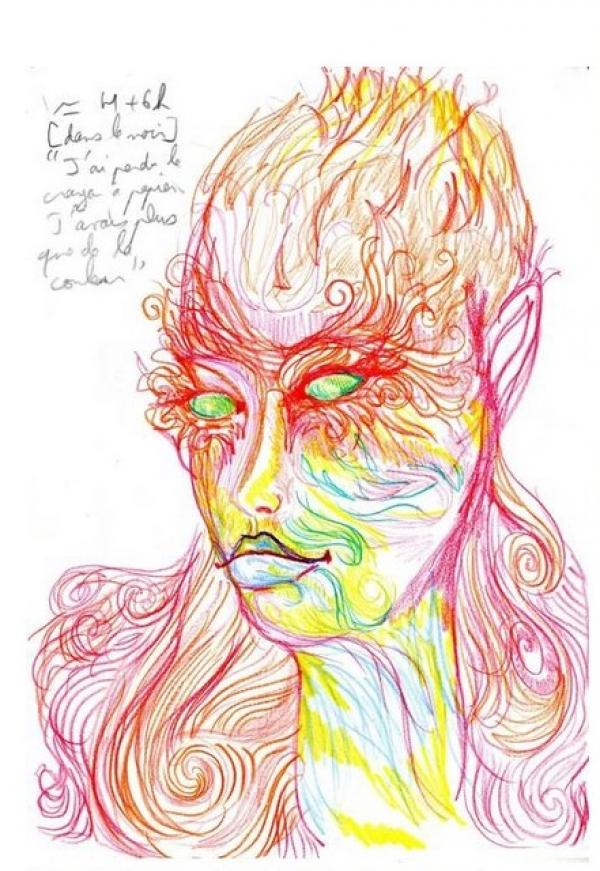 ≈ H+6h
[dans le noir]
"J'ai perdu le
crayon à papier
J'avais plus
que de la
couleur"